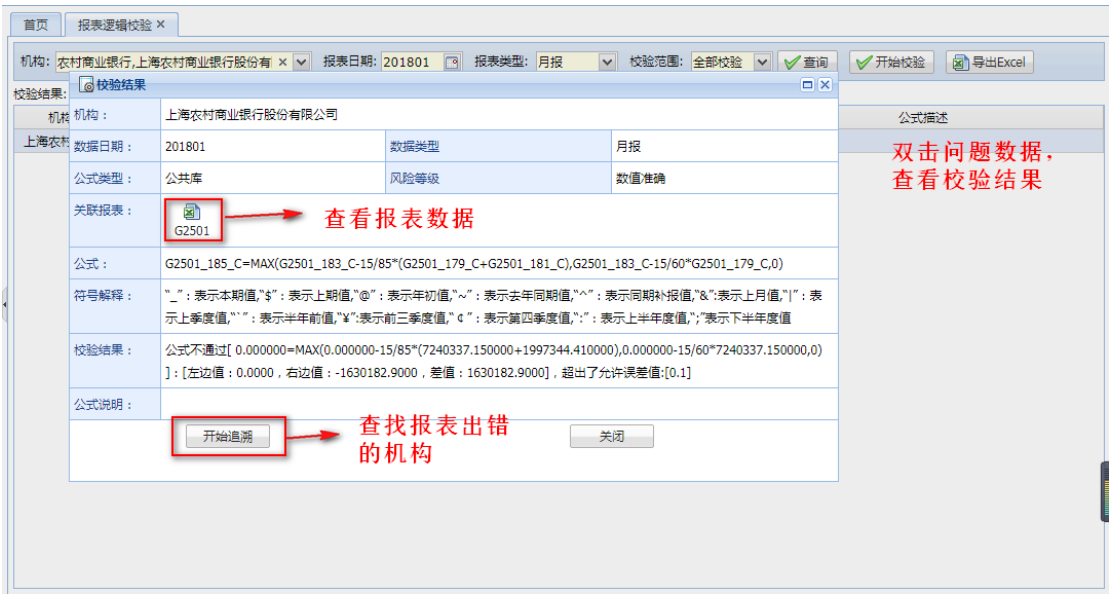 首页 报表逻辑校验 ×
机构: 农村商业银行,上海农村商业银行股份有 × 报表日期: 201801 报表类型: 月报 校验范围: 全部校验 查询 开始校验 导出Excel
校验结果:
校验结果
机构 公式描述
机构: 上海农村商业银行股份有限公司
上海农村
数据日期: 201801 数据类型 月报
双击问题数据,
查看校验结果
公式类型: 公共库 风险等级 数值准确
关联报表: G2501
查看报表数据
公式: G2501_185_C=MAX(G2501_183_C-15/85*(G2501_179_C+G2501_181_C),G2501_183_C-15/60*G2501_179_C,0)
符号解释: "_":表示本期值,"$":表示上期值,"@":表示年初值,"~":表示去年同期值,"^":表示同期补报值,"&":表示上月值,"|":表
示上季度值,"`":表示半年前值,"¥":表示前三季度值,"¢":表示第四季度值,":":表示上半年度值,";"表示下半年度值
校验结果: 公式不通过[ 0.000000=MAX(0.000000-15/85*(7240337.150000+1997344.410000),0.000000-15/60*7240337.150000,0)
]:[左边值:0.0000,右边值:-1630182.9000,差值:1630182.9000],超出了允许误差值:[0.1]
公式说明:
开始追溯 关闭
查找报表出错
的机构